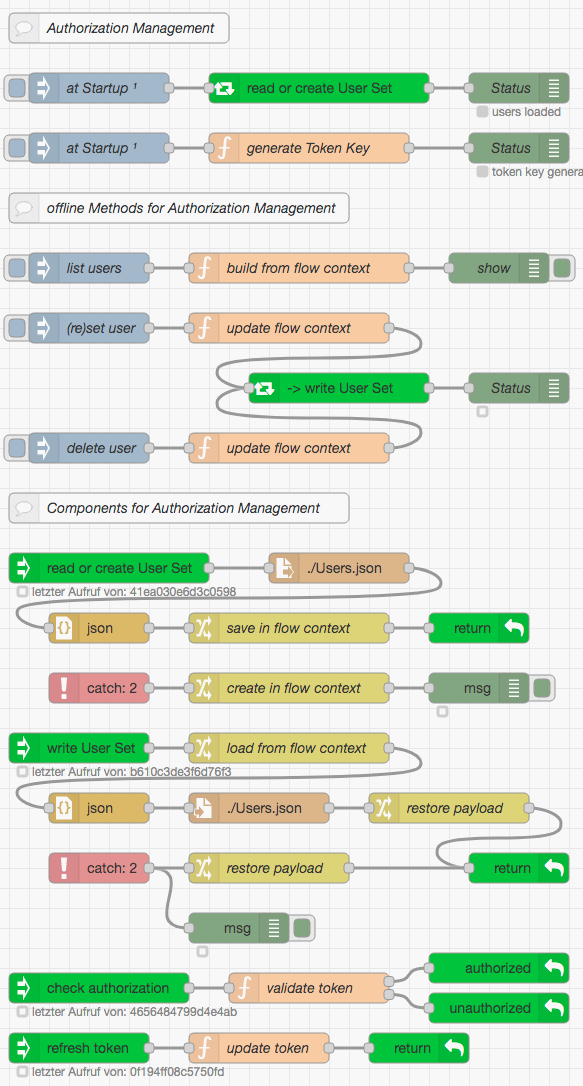 Authorization Management
at Startup ¹
read or create User Set
Status
users loaded
at Startup ¹
generate Token Key
Status
token key genera
offline Methods for Authorization Management
list users
build from flow context
show
(re)set user
update flow context
-> write User Set
Status
delete user
update flow context
Components for Authorization Management
read or create User Set
./Users.json
letzter Aufruf von: 41ea030e6d3c0598
json
save in flow context
return
catch: 2
create in flow context
msg
write User Set
load from flow context
letzter Aufruf von: b610c3de3f6d76f3
json
./Users.json
restore payload
catch: 2
restore payload
return
msg
authorized
check authorization
validate token
unauthorized
letzter Aufruf von: 4656484799d4e4ab
refresh token
update token
return
letzter Aufruf von: 0f194ff08c5750fd